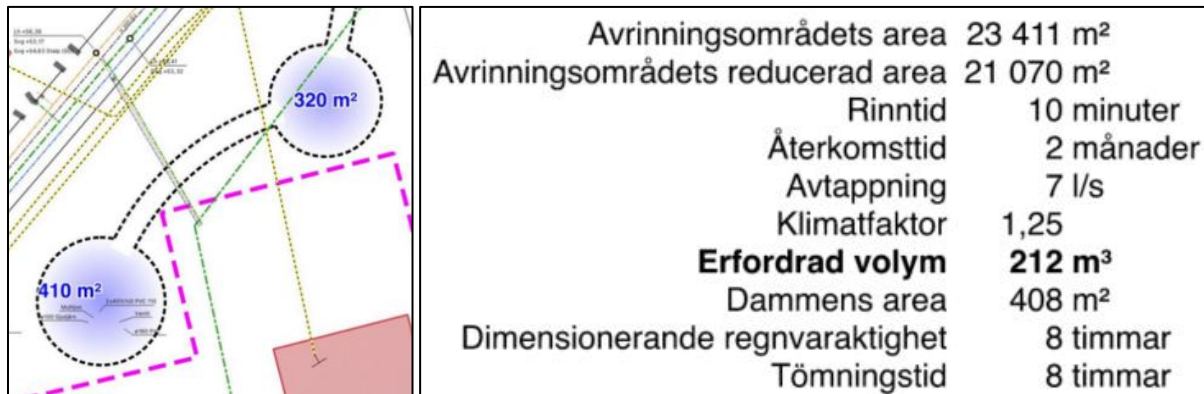 320 m²
410 m²
Avrinningsområdets area 23 411 m²
Avrinningsområdets reducerad area 21 070 m²
Rinntid 10 minuter
Återkomsttid 2 månader
Avtappning 7 l/s
Klimatfaktor 1,25
Erfordrad volym 212 m³
Dammens area 408 m²
Dimensionerande regnvaraktighet 8 timmar
Tömningstid 8 timmar